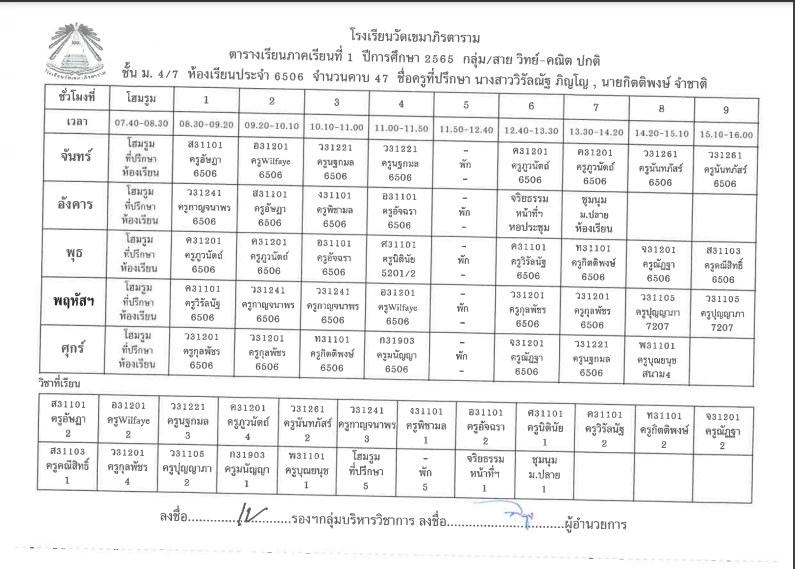 โรงเรียนวัดเขมาภิรตาราม
ตารางเรียนภาคเรียนที่ 1 ปีการศึกษา 2565 กลุ่ม/สาย วิทย์-คณิต ปกติ
ชั้น ม. 4/7 ห้องเรียนประจำ 6506 จำนวนคาบ 47 ชื่อครูที่ปรึกษา นางสาววิรัลณัฐ ภิญโญ , นายกิตติพงษ์ จำชาติ
ชั่วโมงที่ โฮมรูม 1 2 3 4 5 6 7 8 9
เวลา 07.40-08.30 08.30-09.20 09.20-10.10 10.10-11.00 11.00-11.50 11.50-12.40 12.40-13.30 13.30-14.20 14.20-15.10 15.10-16.00
โฮมรูม ส31101 อ31201 ว31221 ว31221 - ค31201 ค31201 ว31261 ว31261
จันทร์ ที่ปรึกษา ครูอัษฎา ครูWilfaye ครูนฐกมล ครูนฐกมล พัก ครูภูวนัตถ์ ครูภูวนัตถ์ ครูนันทภัสร์ ครูนันทภัสร์
ห้องเรียน 6506 6506 6506 6506 - 6506 6506 6506 6506
โฮมรูม ว31241 ส31101 ง31101 อ31101 - จริยธรรม ชุมนุม
อังคาร ที่ปรึกษา ครูกาญจนาพร ครูอัษฎา ครูพิชามล ครูอัจฉรา พัก หน้าที่ฯ ม.ปลาย
ห้องเรียน 6506 6506 6506 6506 - หอประชุม ห้องเรียน
โฮมรูม ค31201 ค31201 อ31101 ศ31101 - ค31101 ท31101 จ31201 ส31103
พุธ ที่ปรึกษา ครูภูวนัตถ์ ครูภูวนัตถ์ ครูอัจฉรา ครูนิตินัย พัก ครูวิรัลณัฐ ครูกิตติพงษ์ ครูณัฏฐา ครูคณีสิทธิ์
ห้องเรียน 6506 6506 6506 5201/2 - 6506 6506 6506 6506
โฮมรูม ค31101 ว31241 ว31241 อ31201 - ว31201 ว31201 ว31105 ว31105
พฤหัสฯ ที่ปรึกษา ครูวิรัลณัฐ ครูกาญจนาพร ครูกาญจนาพร ครูWilfaye พัก ครูกุลพัชร ครูกุลพัชร ครูปุญญาภา ครูปุญญาภา
ห้องเรียน 6506 6506 6506 6506 - 6506 6506 7207 7207
โฮมรูม ว31201 ว31201 ท31101 ก31903 - จ31201 ว31221 พ31101
ศุกร์ ที่ปรึกษา ครูกุลพัชร ครูกุลพัชร ครูกิตติพงษ์ ครูมนัญญา พัก ครูณัฏฐา ครูนฐกมล ครูบุณยนุช
ห้องเรียน 6506 6506 6506 6506 - 6506 6506 สนาม4
วิชาที่เรียน
ส31101 อ31201 ว31221 ค31201 ว31261 ว31241 ง31101 อ31101 ศ31101 ค31101 ท31101 จ31201
ครูอัษฎา ครูWilfaye ครูนฐกมล ครูภูวนัตถ์ ครูนันทภัสร์ ครูกาญจนาพร ครูพิชามล ครูอัจฉรา ครูนิตินัย ครูวิรัลณัฐ ครูกิตติพงษ์ ครูณัฏฐา
2 2 3 4 2 3 1 2 1 2 2 2
ส31103 ว31201 ว31105 ก31903 พ31101 โฮมรูม - จริยธรรม ชุมนุม
ครูคณีสิทธิ์ ครูกุลพัชร ครูปุญญาภา ครูมนัญญา ครูบุณยนุช ที่ปรึกษา พัก หน้าที่ฯ ม.ปลาย
1 4 2 1 1 5 5 1 1
ลงชื่อ..........................รองฯกลุ่มบริหารวิชาการ ลงชื่อ..............................ผู้อำนวยการ